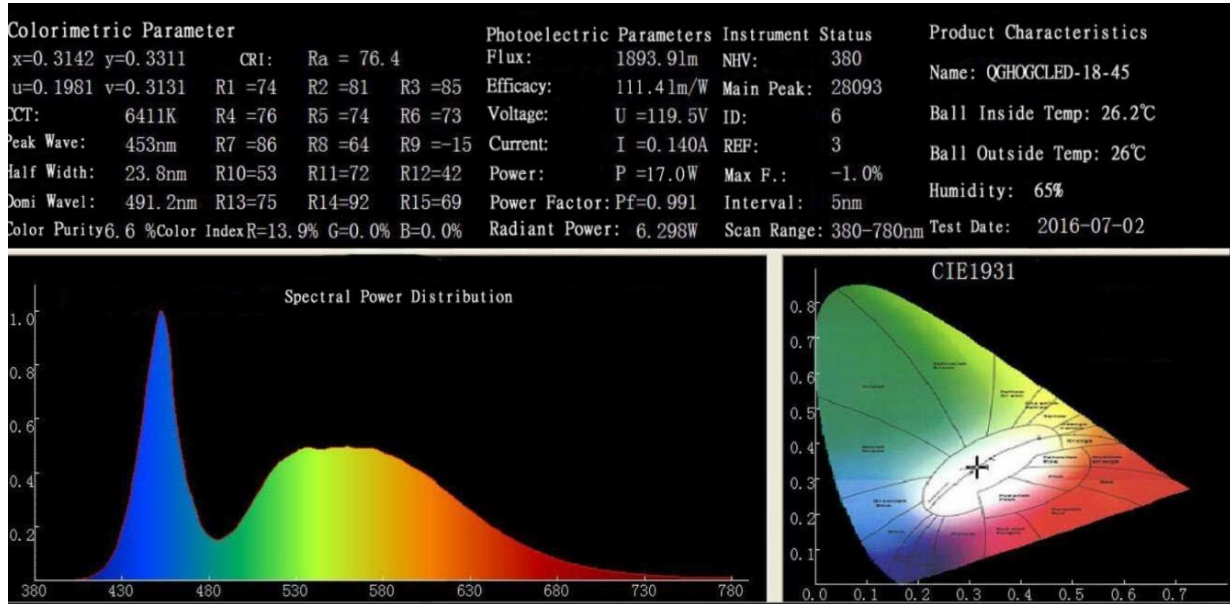 Colorimetric Parameter
x=0.3142 y=0.3311 CRI: Ra = 76.4
u=0.1981 v=0.3131 R1 =74 R2 =81 R3 =85
CCT: 6411K R4 =76 R5 =74 R6 =73
Peak Wave: 453nm R7 =86 R8 =64 R9 =-15
Half Width: 23.8nm R10=53 R11=72 R12=42
Domi Wavel: 491.2nm R13=75 R14=92 R15=69
Color Purity6.6 %Color IndexR=13.9% G=0.0% B=0.0%
Photoelectric Parameters
Flux: 1893.9lm
Efficacy: 111.4lm/W
Voltage: U =119.5V
Current: I =0.140A
Power: P =17.0W
Power Factor: Pf=0.991
Radiant Power: 6.298W
Instrument Status
NHV: 380
Main Peak: 28093
ID: 6
REF: 3
Max F.: -1.0%
Interval: 5nm
Scan Range: 380-780nm
Product Characteristics
Name: QGHOGCLED-18-45
Ball Inside Temp: 26.2℃
Ball Outside Temp: 26℃
Humidity: 65%
Test Date: 2016-07-02
Spectral Power Distribution
1.0
0.8
0.6
0.4
0.2
380 430 480 530 580 630 680 730 780
CIE1931
0.8
0.7
0.6
0.5
0.4
0.3
0.2
0.1
0.0 0.1 0.2 0.3 0.4 0.5 0.6 0.7